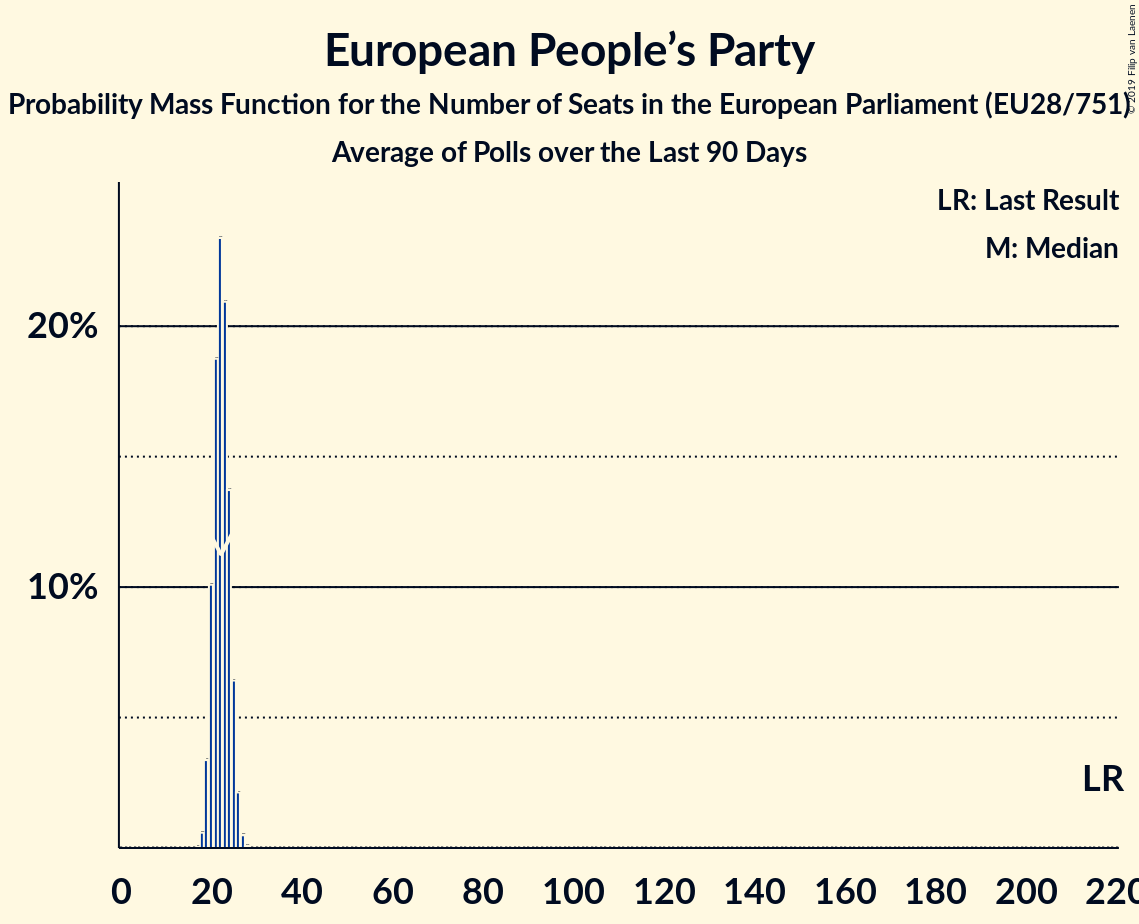 European People’s Party
Probability Mass Function for the Number of Seats in the European Parliament (EU28/751)
Average of Polls over the Last 90 Days
© 2019 Filip van Laenen
LR: Last Result
M: Median
20%
10%
M
LR
0 20 40 60 80 100 120 140 160 180 200 220